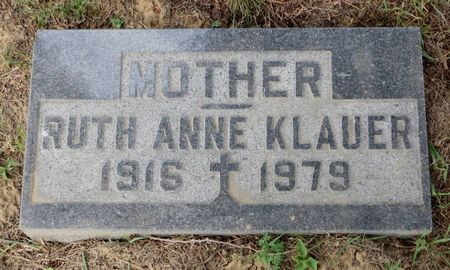 MOTHER
RUTH ANNE KLAUER
1916 ✝ 1979